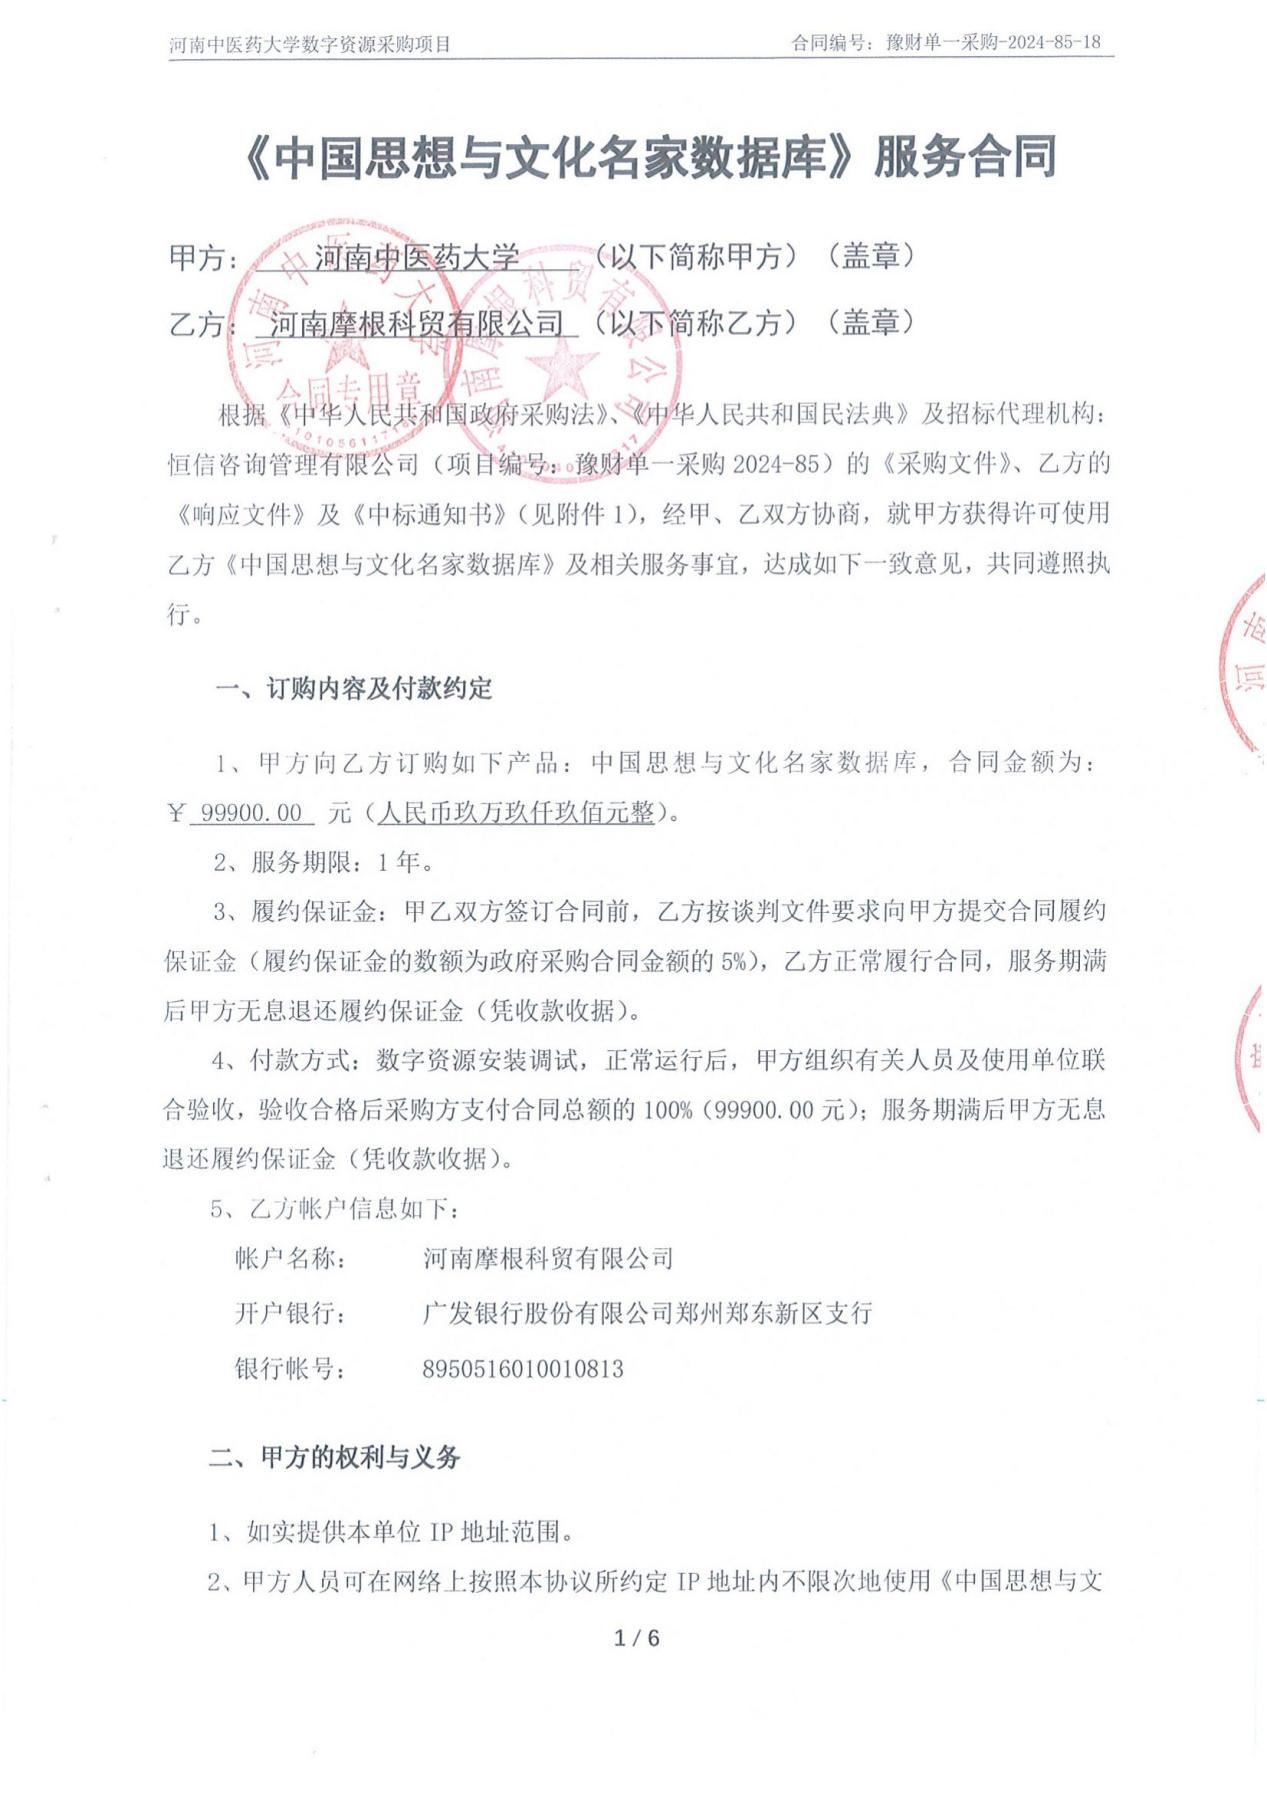 河南中医药大学数字资源采购项目 合同编号：豫财单一采购-2024-85-18
《中国思想与文化名家数据库》服务合同
甲方： 河南中医药大学 （以下简称甲方）（盖章）
乙方： 河南摩根科贸有限公司 （以下简称乙方）（盖章）
河南中医药大学
合同专用章
河南摩根科贸有限公司
根据《中华人民共和国政府采购法》、《中华人民共和国民法典》及招标代理机构：
恒信咨询管理有限公司（项目编号：豫财单一采购 2024-85）的《采购文件》、乙方的
《响应文件》及《中标通知书》（见附件 1），经甲、乙双方协商，就甲方获得许可使用
乙方《中国思想与文化名家数据库》及相关服务事宜，达成如下一致意见，共同遵照执
行。
一、订购内容及付款约定
1、甲方向乙方订购如下产品：中国思想与文化名家数据库，合同金额为：
￥ 99900.00 元（人民币玖万玖仟玖佰元整）。
2、服务期限：1 年。
3、履约保证金：甲乙双方签订合同前，乙方按谈判文件要求向甲方提交合同履约
保证金（履约保证金的数额为政府采购合同金额的 5%），乙方正常履行合同，服务期满
后甲方无息退还履约保证金（凭收款收据）。
4、付款方式：数字资源安装调试，正常运行后，甲方组织有关人员及使用单位联
合验收，验收合格后采购方支付合同总额的 100%（99900.00 元）；服务期满后甲方无息
退还履约保证金（凭收款收据）。
5、乙方帐户信息如下：
帐户名称： 河南摩根科贸有限公司
开户银行： 广发银行股份有限公司郑州郑东新区支行
银行帐号： 8950516010010813
二、甲方的权利与义务
1、如实提供本单位 IP 地址范围。
2、甲方人员可在网络上按照本协议所约定 IP 地址内不限次地使用《中国思想与文
1 / 6
河南